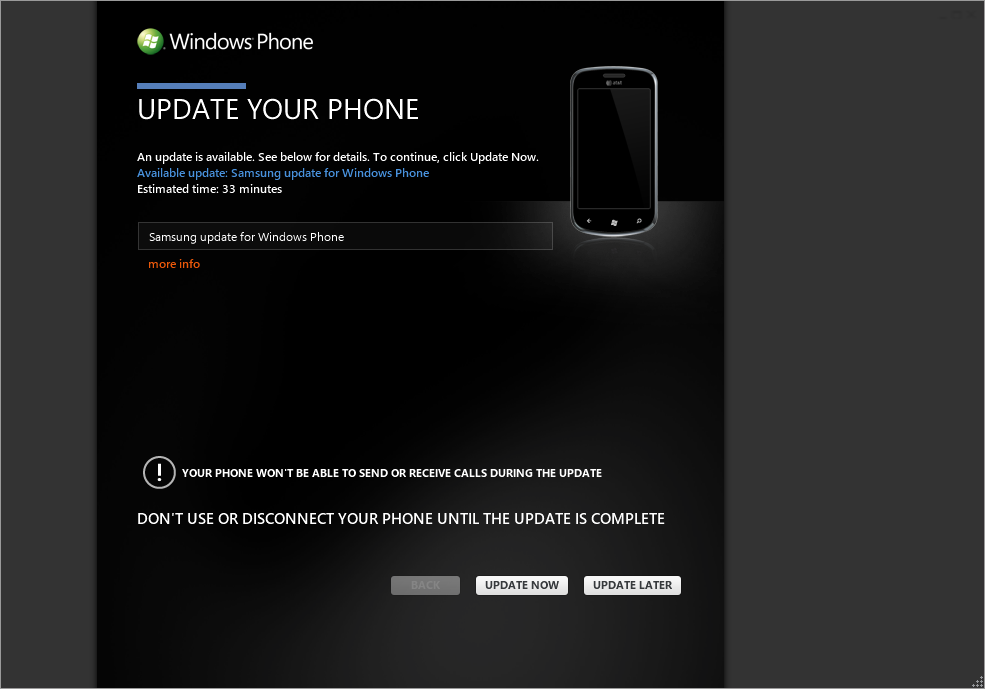 Windows Phone
at&t
UPDATE YOUR PHONE
An update is available. See below for details. To continue, click Update Now.
Available update: Samsung update for Windows Phone
Estimated time: 33 minutes
Samsung update for Windows Phone
more info
! YOUR PHONE WON'T BE ABLE TO SEND OR RECEIVE CALLS DURING THE UPDATE
DON'T USE OR DISCONNECT YOUR PHONE UNTIL THE UPDATE IS COMPLETE
BACK UPDATE NOW UPDATE LATER